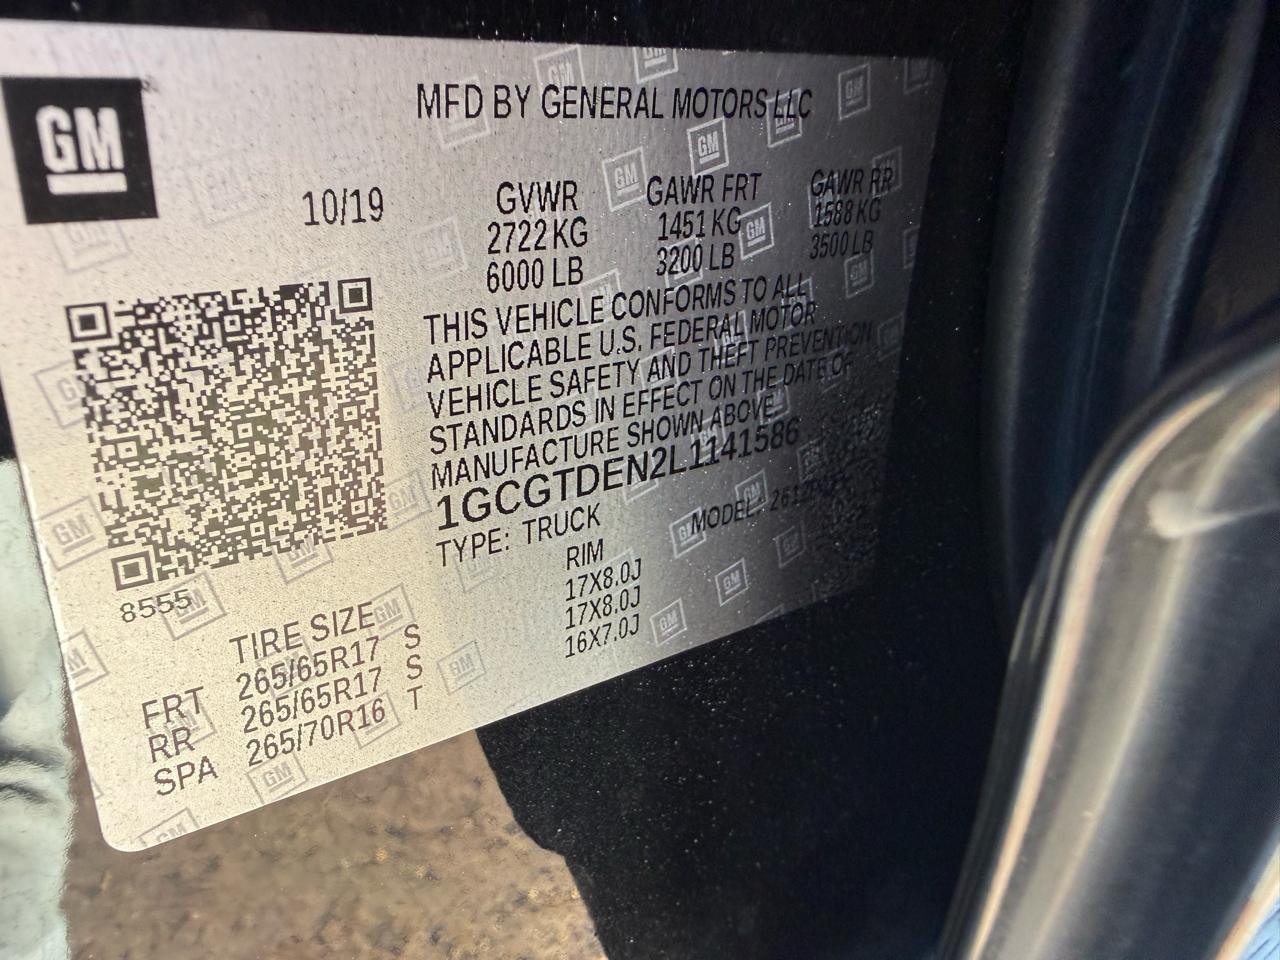 GM
MFD BY GENERAL MOTORS LLC
10/19
GVWR GAWR FRT GAWR RR
2722 KG 1451 KG 1588 KG
6000 LB 3200 LB 3500 LB
THIS VEHICLE CONFORMS TO ALL
APPLICABLE U.S. FEDERAL MOTOR
VEHICLE SAFETY AND THEFT PREVENTION
STANDARDS IN EFFECT ON THE DATE OF
MANUFACTURE SHOWN ABOVE
1GCGTDEN2L1141586
TYPE: TRUCK MODEL:
8555
TIRE SIZE RIM
FRT 265/65R17 S 17X8.0J
RR 265/65R17 S 17X8.0J
SPA 265/70R16 T 16X7.0J